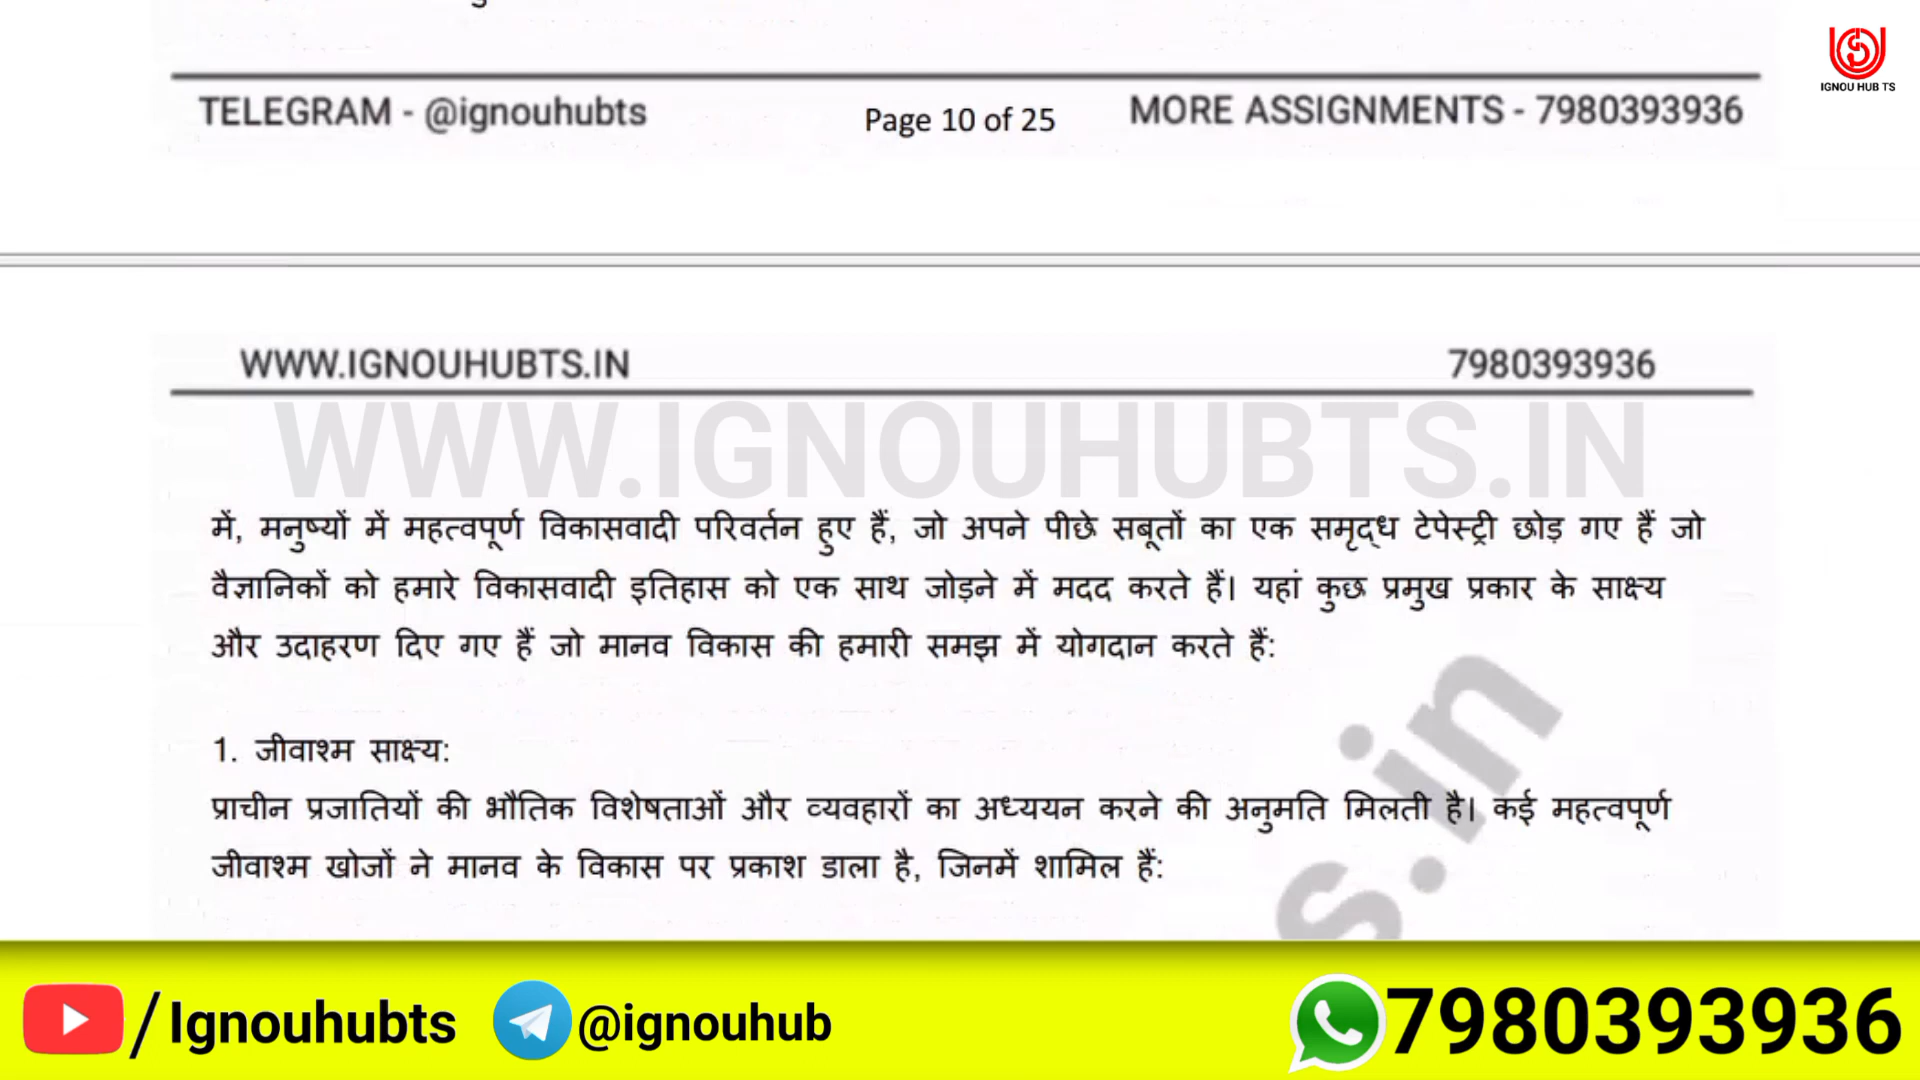 IGNOU HUB TS
TELEGRAM - @ignouhubts
Page 10 of 25
MORE ASSIGNMENTS - 7980393936
WWW.IGNOUHUBTS.IN
7980393936
WWW.IGNOUHUBTS.IN
में, मनुष्यों में महत्वपूर्ण विकासवादी परिवर्तन हुए हैं, जो अपने पीछे सबूतों का एक समृद्ध टेपेस्ट्री छोड़ गए हैं जो
वैज्ञानिकों को हमारे विकासवादी इतिहास को एक साथ जोड़ने में मदद करते हैं। यहां कुछ प्रमुख प्रकार के साक्ष्य
और उदाहरण दिए गए हैं जो मानव विकास की हमारी समझ में योगदान करते हैं:
1. जीवाश्म साक्ष्य:
प्राचीन प्रजातियों की भौतिक विशेषताओं और व्यवहारों का अध्ययन करने की अनुमति मिलती है। कई महत्वपूर्ण
जीवाश्म खोजों ने मानव के विकास पर प्रकाश डाला है, जिनमें शामिल हैं:
s.in
/Ignouhubts
@ignouhub
7980393936